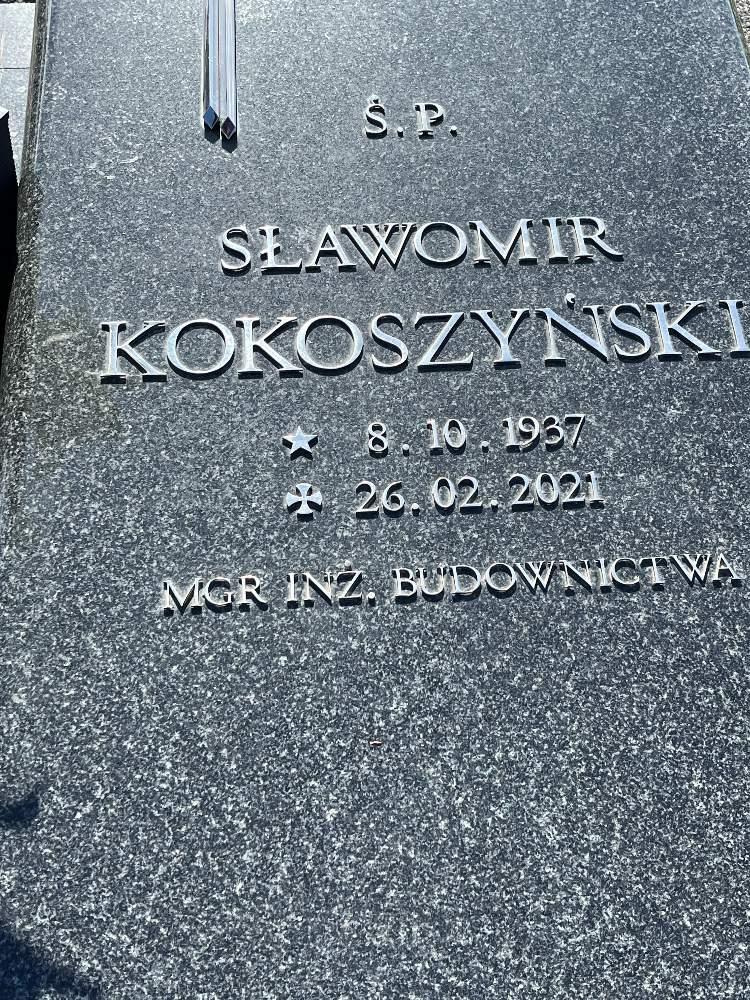 Ś.P.
SŁAWOMIR
KOKOSZYŃSKI
8.10.1937
26.02.2021
MGR INŻ. BUDOWNICTWA